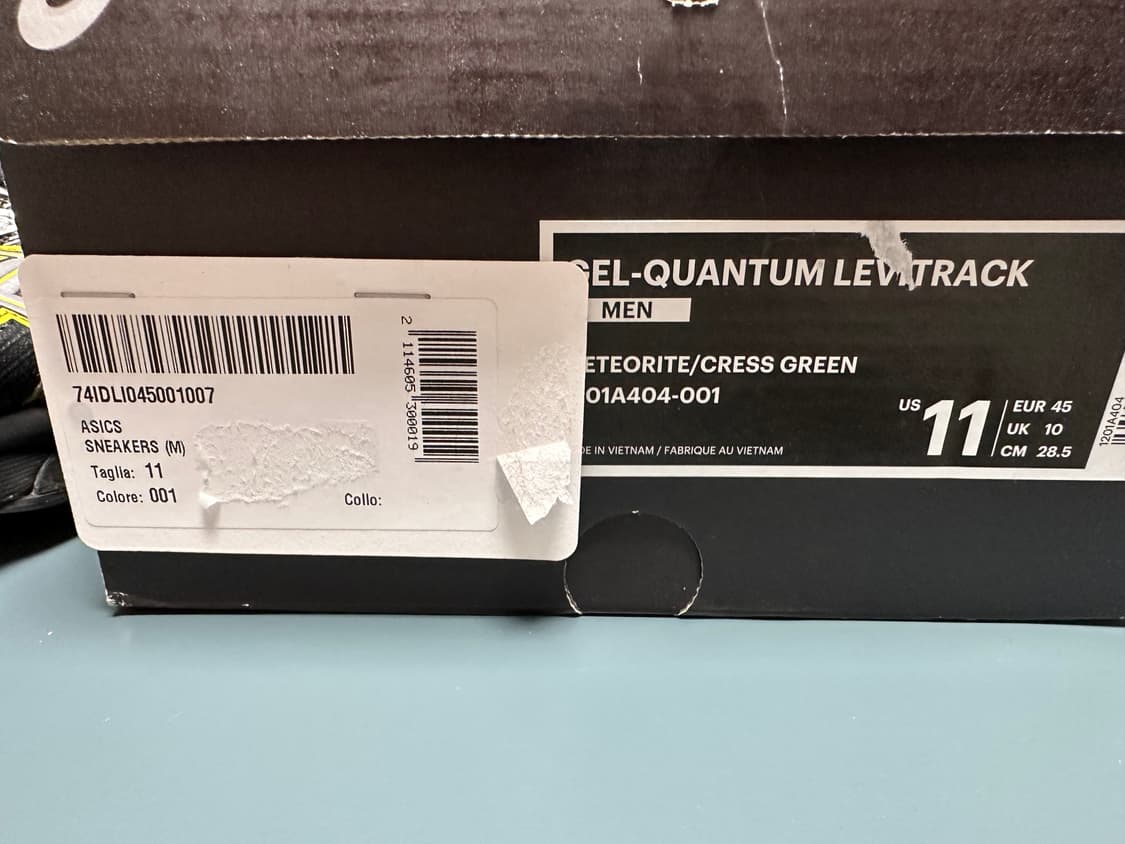 74IDLI045001007
ASICS
SNEAKERS (M)
Taglia: 11
Colore: 001
Collo:
2 114605 300019
GEL-QUANTUM LEVITRACK
MEN
ETEORITE/CRESS GREEN
01A404-001
DE IN VIETNAM / FABRIQUE AU VIETNAM
US 11
EUR 45
UK 10
CM 28.5
1201A404